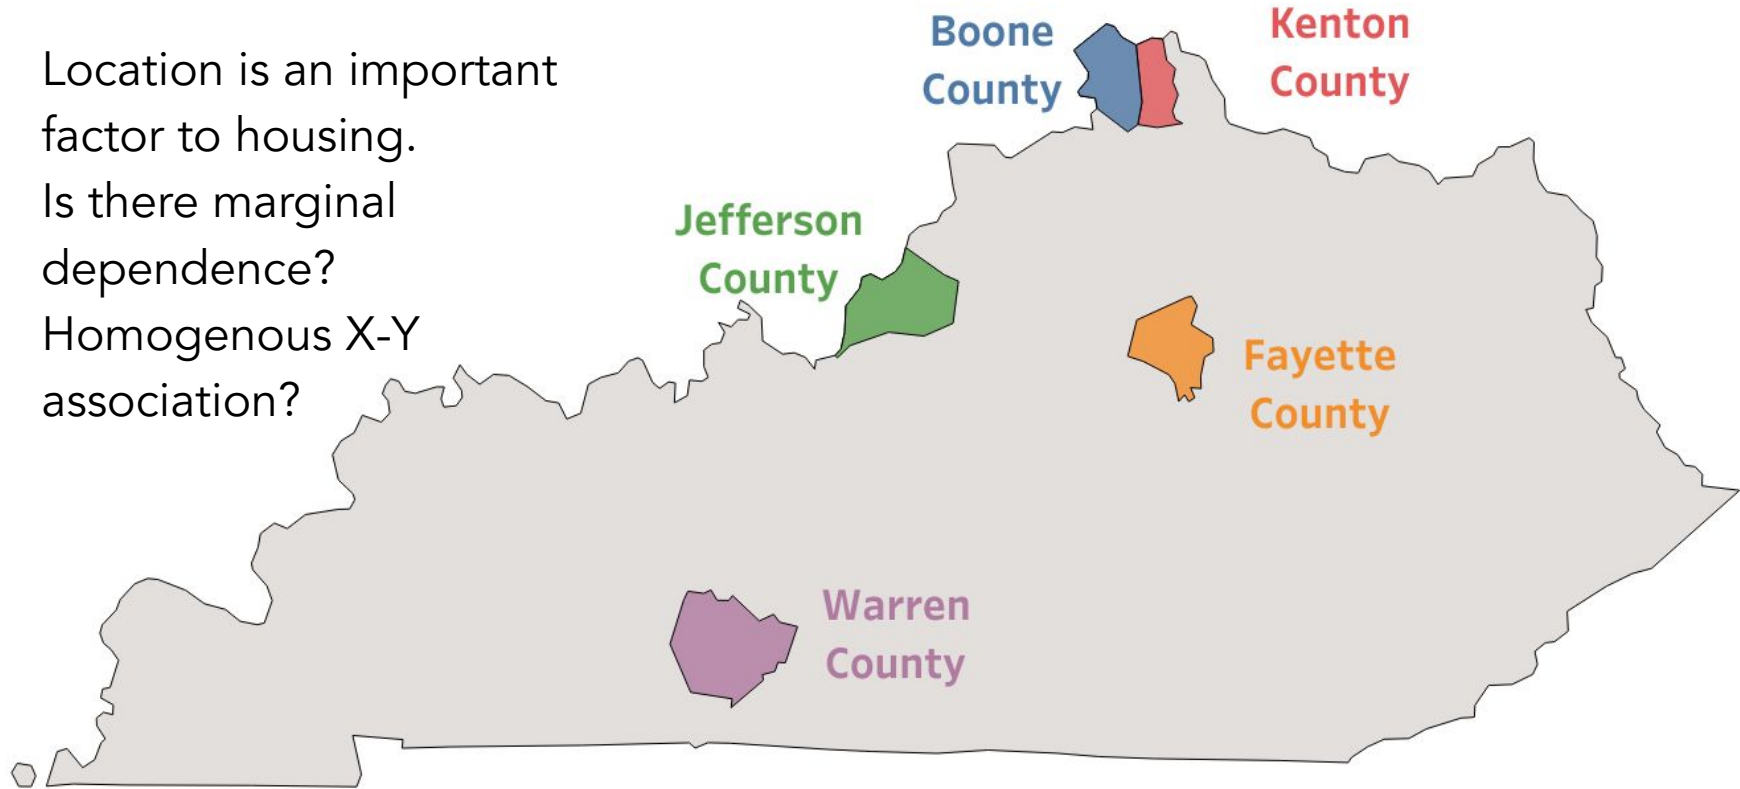 Location is an important
factor to housing.
Is there marginal
dependence?
Homogenous X-Y
association?
Boone
County
Kenton
County
Jefferson
County
Fayette
County
Warren
County